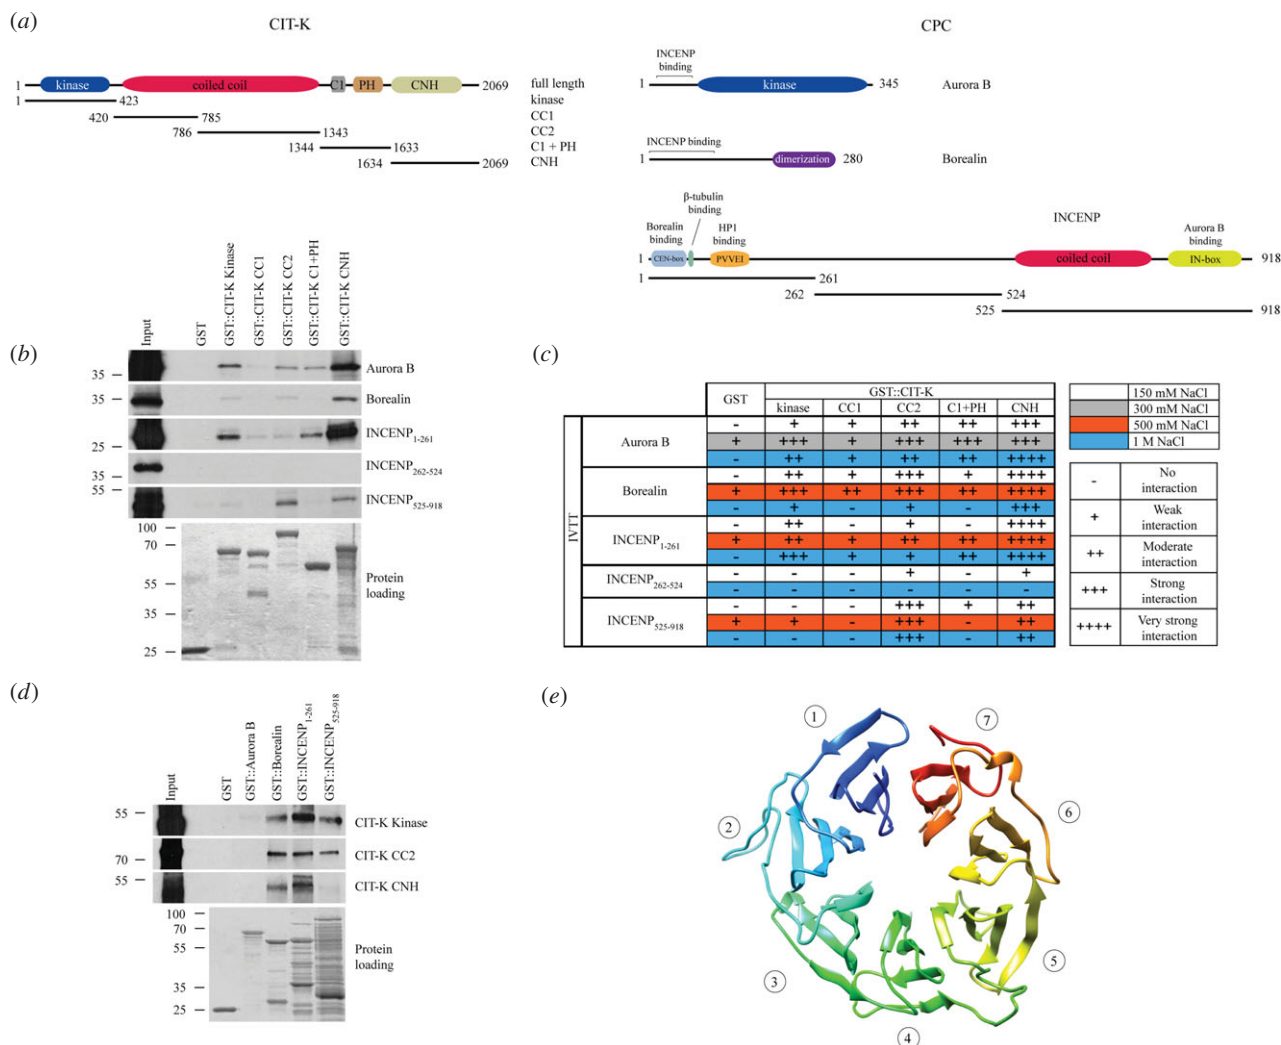 (a)
CIT-K
1 kinase coiled coil C1 PH CNH 2069 full length
1 423 kinase
420 785 CC1
786 1343 CC2
1344 1633 C1 + PH
1634 2069 CNH
CPC
INCENP
binding
1 kinase 345 Aurora B
INCENP binding
1 dimerization 280 Borealin
β-tubulin
binding
INCENP
Borealin
binding
HP1
binding
Aurora B
binding
1 CEN-box PVVEI coiled coil IN-box 918
1 261
262 524
525 918
(b)
Input
GST
GST::CIT-K Kinase
GST::CIT-K CC1
GST::CIT-K CC2
GST::CIT-K C1+PH
GST::CIT-K CNH
35 Aurora B
35 Borealin
25 INCENP1-261
35 INCENP262-524
55 INCENP525-918
100
70
55
35
25
Protein
loading
(c)
GST GST::CIT-K
kinase CC1 CC2 C1+PH CNH
IVTT
Aurora B
- + + ++ ++ +++
+ +++ + +++ +++ +++
- ++ + ++ ++ ++++
Borealin
- ++ + +++ + ++++
+ +++ ++ +++ ++ ++++
- + - + - +++
INCENP1-261
- ++ - + - ++++
+ ++ + ++ ++ ++++
- +++ + + ++ ++++
INCENP262-524
- - - + - +
- - - - - -
INCENP525-918
- - - +++ + ++
+ + - +++ - ++
- - - +++ - ++
150 mM NaCl
300 mM NaCl
500 mM NaCl
1 M NaCl
- No
interaction
+ Weak
interaction
++ Moderate
interaction
+++ Strong
interaction
++++ Very strong
interaction
(d)
Input
GST
GST::Aurora B
GST::Borealin
GST::INCENP1-261
GST::INCENP525-918
55 CIT-K Kinase
70 CIT-K CC2
55 CIT-K CNH
100
70
55
35
25
Protein
loading
(e)
1
2
3
4
5
6
7